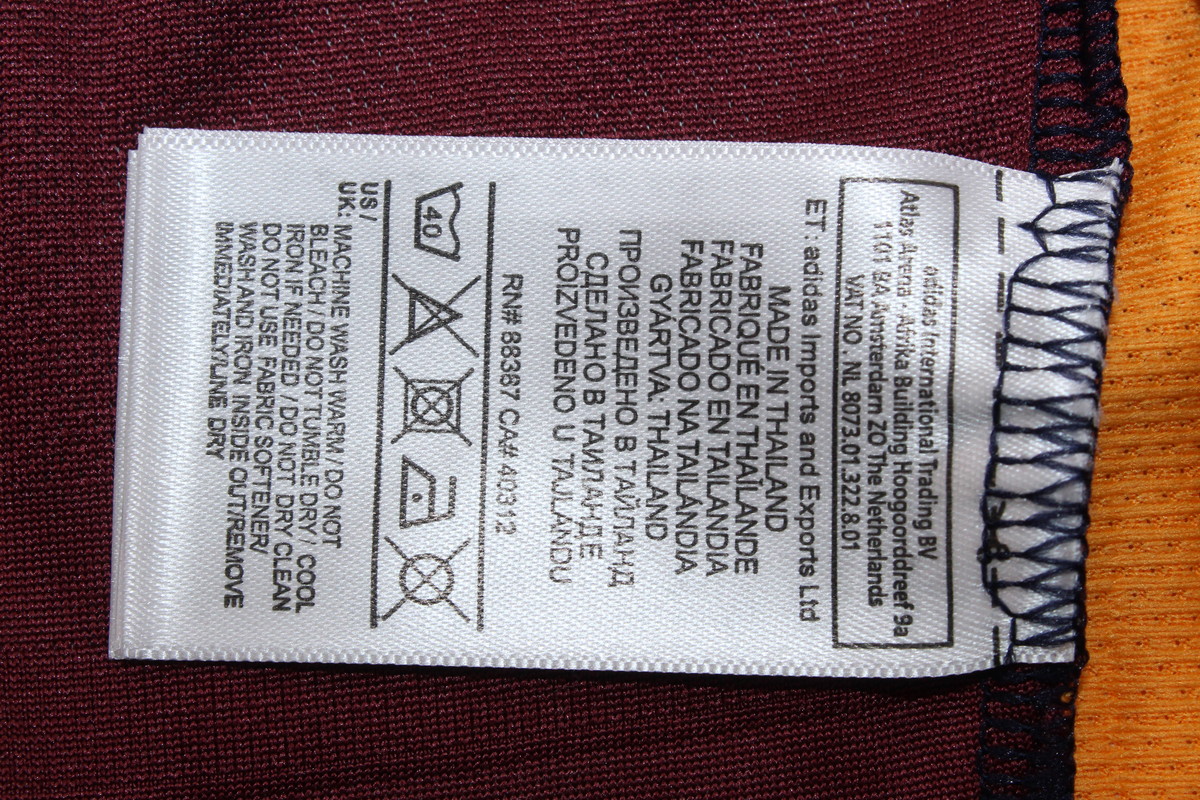 adidas International Trading BV
Atlas Arena - Afrika Building Hoogoorddreef 9a
1101 BA Amsterdam ZO The Netherlands
VAT NO . NL 8073.01.322.8.01
ET . adidas Imports and Exports Ltd
MADE IN THAILAND
FABRIQUÉ EN THAÏLANDE
FABRICADO EN TAILANDIA
FABRICADO NA TAILÂNDIA
GYÁRTVA: THAILAND
ПРОИЗВЕДЕНО В ТАЙЛАНД
СДЕЛАНО В ТАИЛАНДЕ
PROIZVEDENO U TAJLANDU
RN# 88387 CA# 40312
40
US /
UK: MACHINE WASH WARM / DO NOT
BLEACH / DO NOT TUMBLE DRY / COOL
IRON IF NEEDED / DO NOT DRY CLEAN
DO NOT USE FABRIC SOFTENER/
WASH AND IRON INSIDE OUT/REMOVE
IMMEDIATELY/LINE DRY